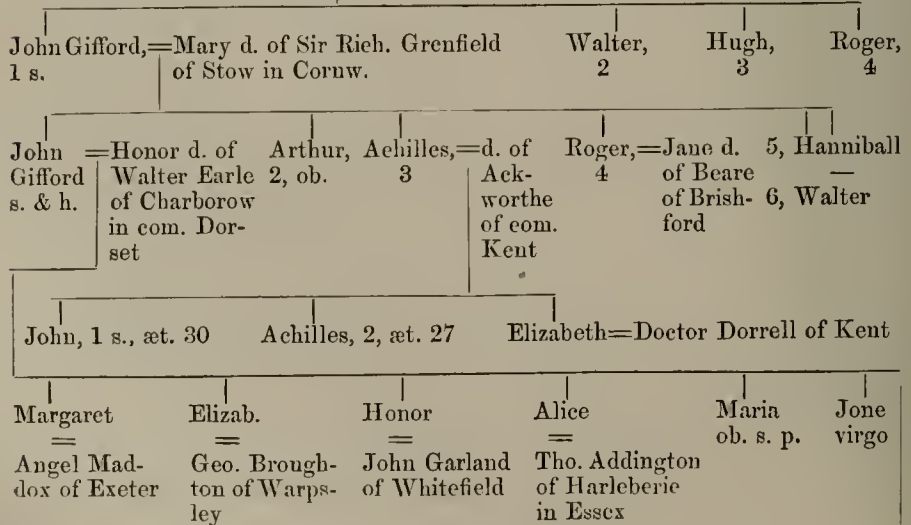 John Gifford,=Mary d. of Sir Rich. Grenfield Walter, Hugh, Roger,
1 s. of Stow in Cornw. 2 3 4
John =Honor d. of Arthur, Achilles,=d. of Roger,=Jane d. 5, Hanniball
Gifford Walter Earle 2, ob. 3 Ack- 4 of Beare —
s. & h. of Charborow worthe of Brish- 6, Walter
in com. Dor- of com. ford
set Kent
John, 1 s., æt. 30 Achilles, 2, æt. 27 Elizabeth=Doctor Dorrell of Kent
Margaret Elizab. Honor Alice Maria Jone
= = = = ob. s. p. virgo
Angel Mad- Geo. Brough- John Garland Tho. Addington
dox of Exeter ton of Warps- of Whitefield of Harleberie
ley in Essex